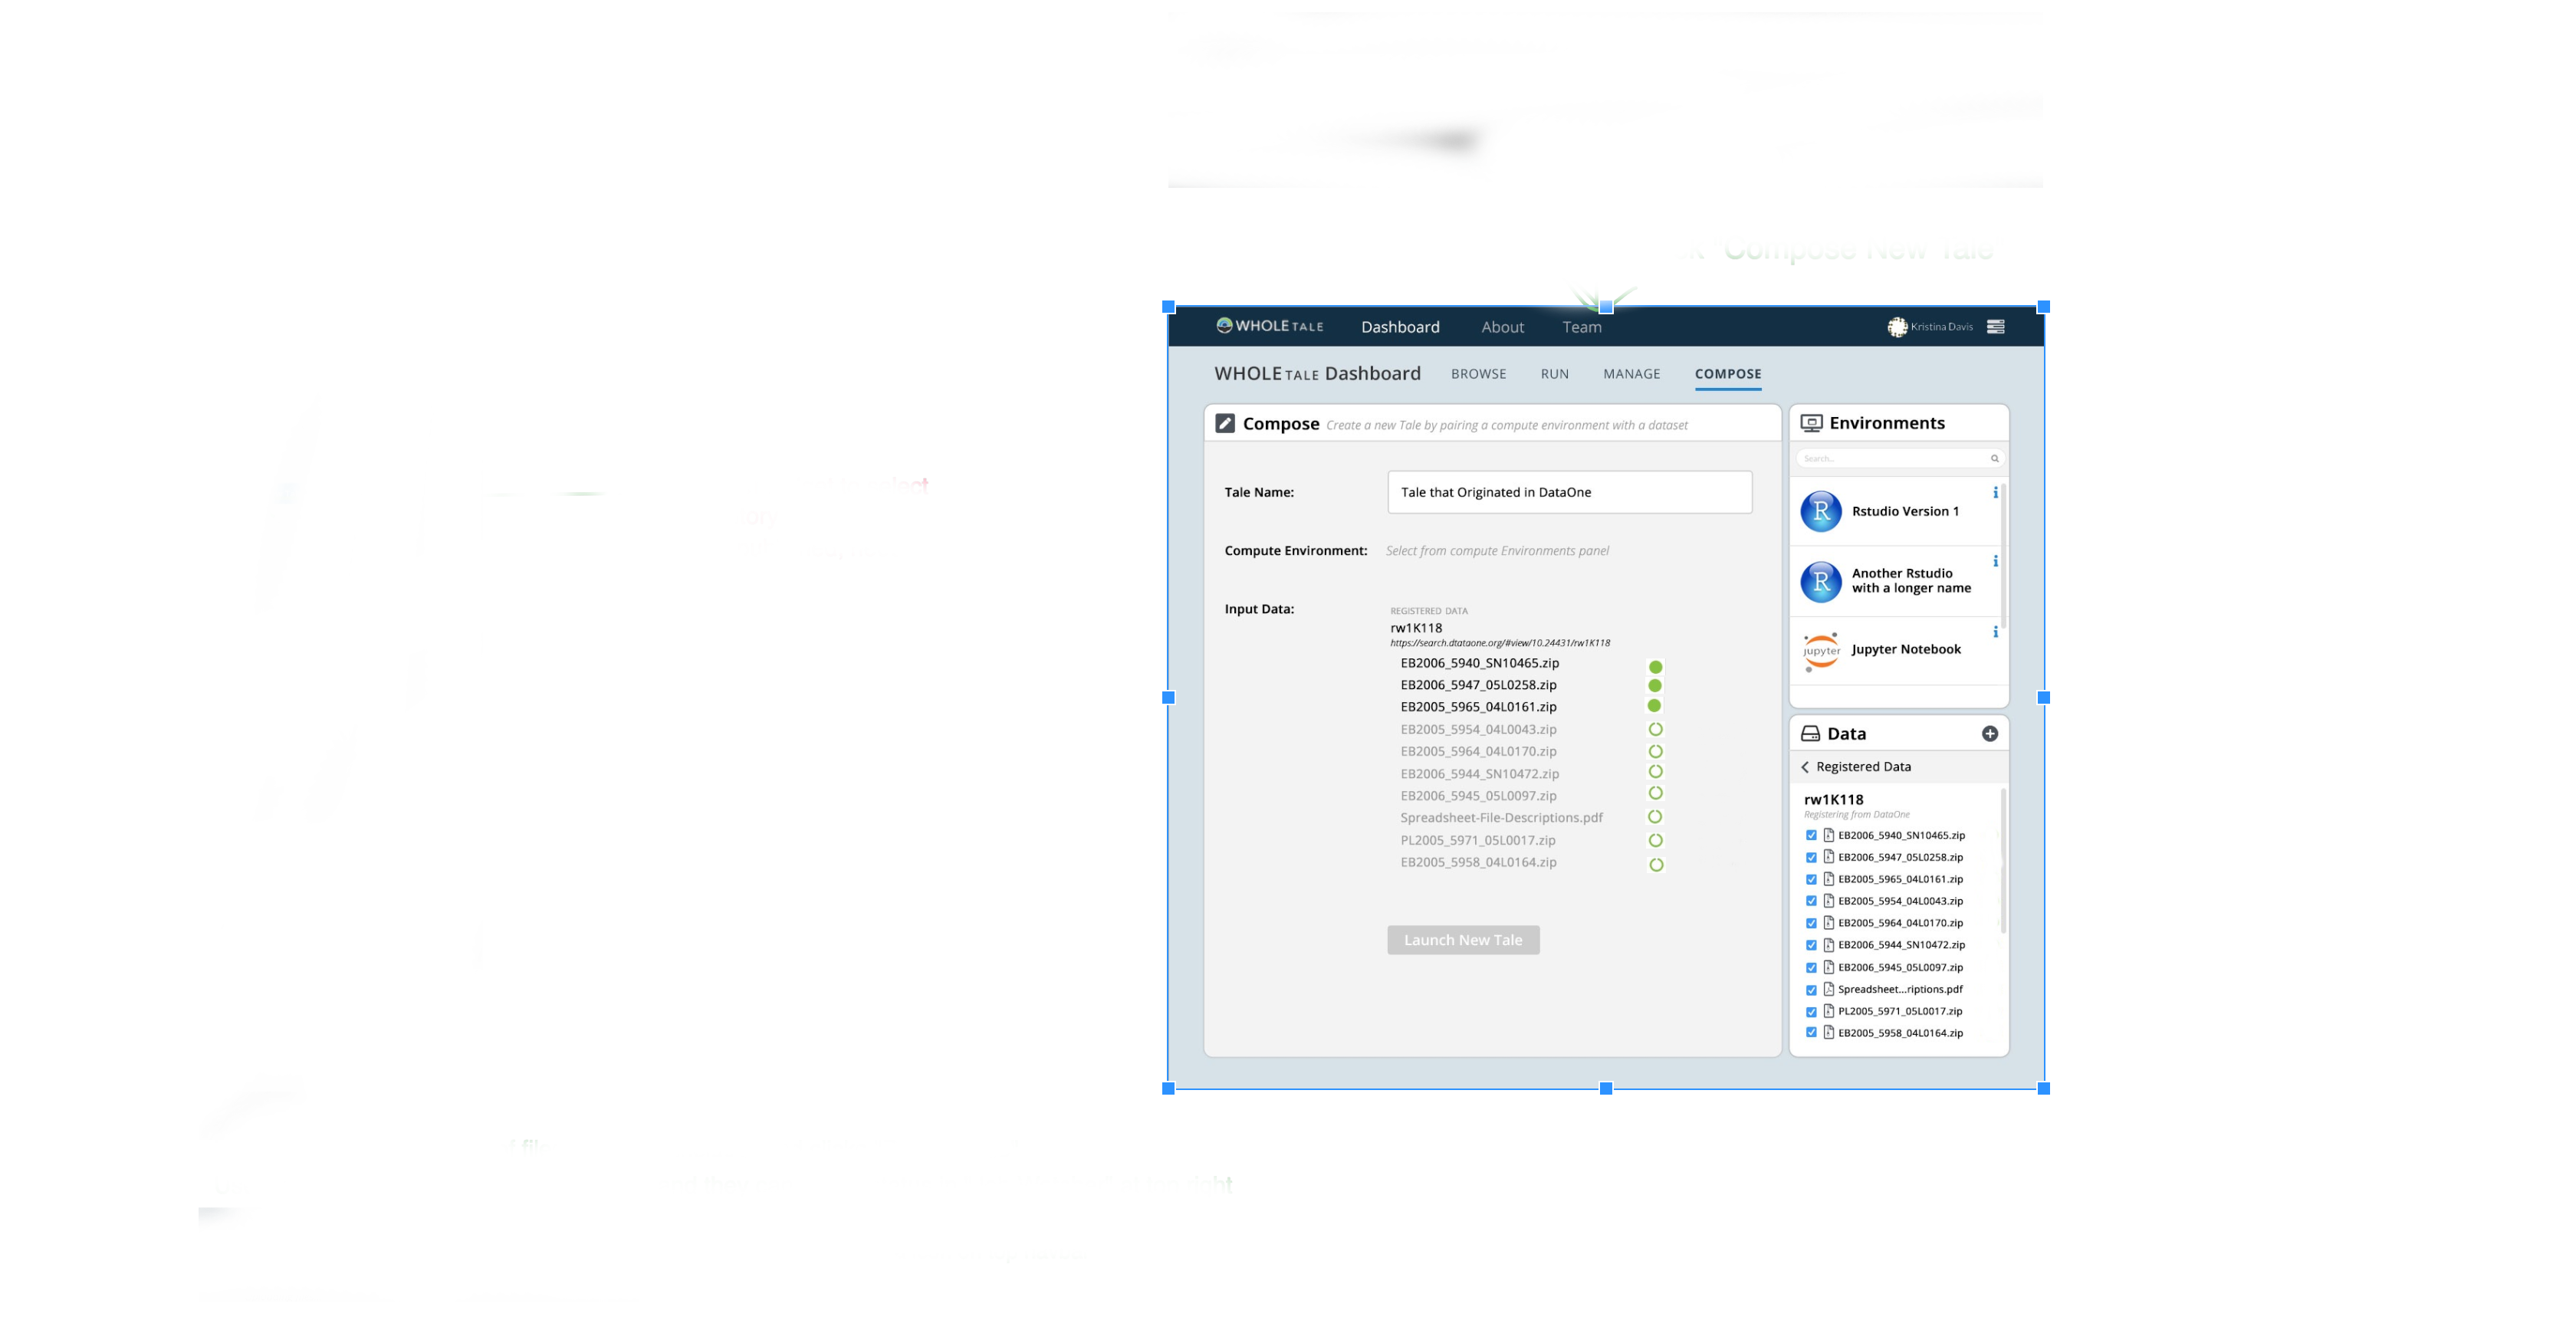 Compose New Tale
WHOLE TALE Dashboard About Team Kristina Davis
WHOLE TALE Dashboard BROWSE RUN MANAGE COMPOSE
Compose Create a new Tale by pairing a compute environment with a dataset
Tale Name: Tale that Originated in DataOne
Compute Environment: Select from compute Environments panel
Input Data:
REGISTERED DATA
rw1K118
https://search.dtataone.org/#view/10.24431/rw1K118
EB2006_5940_SN10465.zip
EB2006_5947_05L0258.zip
EB2005_5965_04L0161.zip
EB2005_5954_04L0043.zip
EB2005_5964_04L0170.zip
EB2006_5944_SN10472.zip
EB2006_5945_05L0097.zip
Spreadsheet-File-Descriptions.pdf
PL2005_5971_05L0017.zip
EB2005_5958_04L0164.zip
Launch New Tale
Environments
Search...
Rstudio Version 1
Another Rstudio
with a longer name
jupyter Jupyter Notebook
Data
Registered Data
rw1K118
Registering from DataOne
EB2006_5940_SN10465.zip
EB2006_5947_05L0258.zip
EB2005_5965_04L0161.zip
EB2005_5954_04L0043.zip
EB2005_5964_04L0170.zip
EB2006_5944_SN10472.zip
EB2006_5945_05L0097.zip
Spreadsheet...riptions.pdf
PL2005_5971_05L0017.zip
EB2005_5958_04L0164.zip